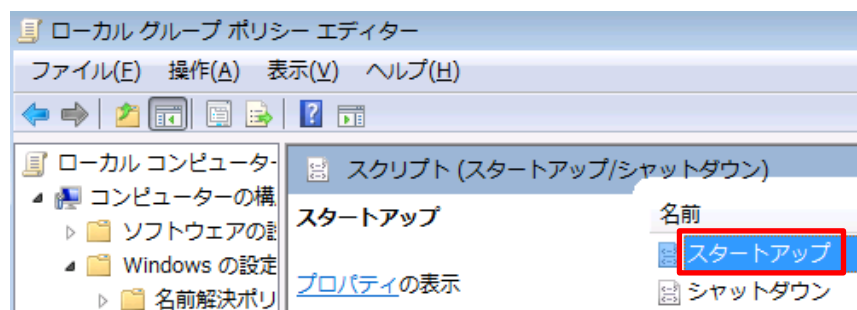 ローカル グループ ポリシー エディター
ファイル(F) 操作(A) 表示(V) ヘルプ(H)
ローカル コンピューター
コンピューターの構
ソフトウェアの設
Windows の設定
名前解決ポリ
スクリプト (スタートアップ/シャットダウン)
スタートアップ
プロパティの表示
名前
スタートアップ
シャットダウン